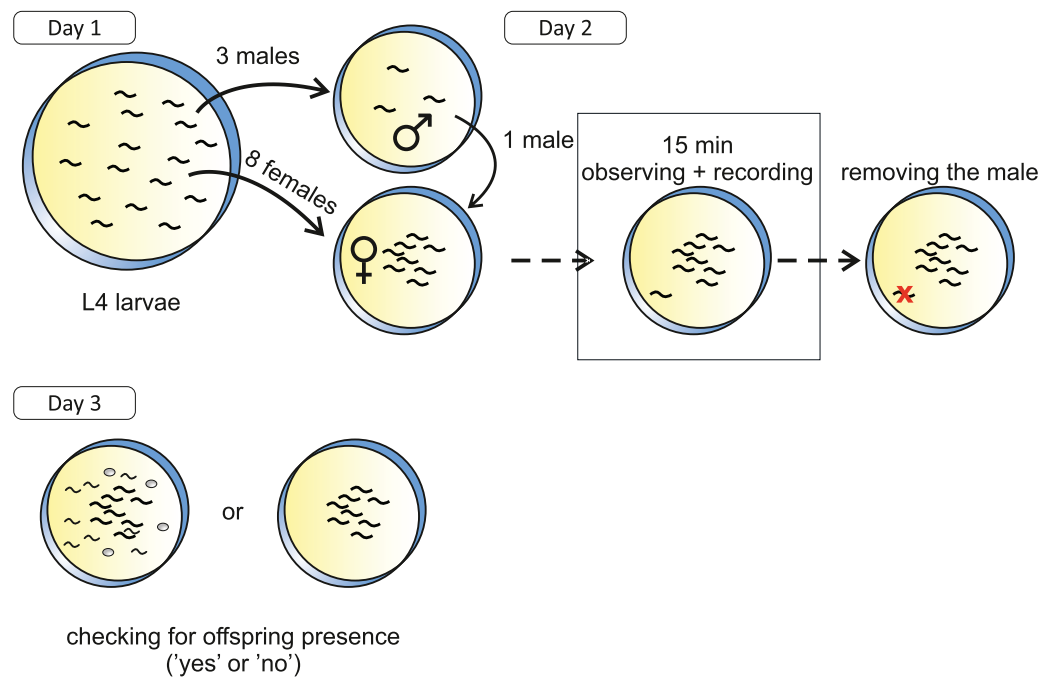 Day 1
3 males
8 females
L4 larvae
Day 2
1 male
15 min
observing + recording
removing the male
x
Day 3
or
checking for offspring presence
('yes' or 'no')